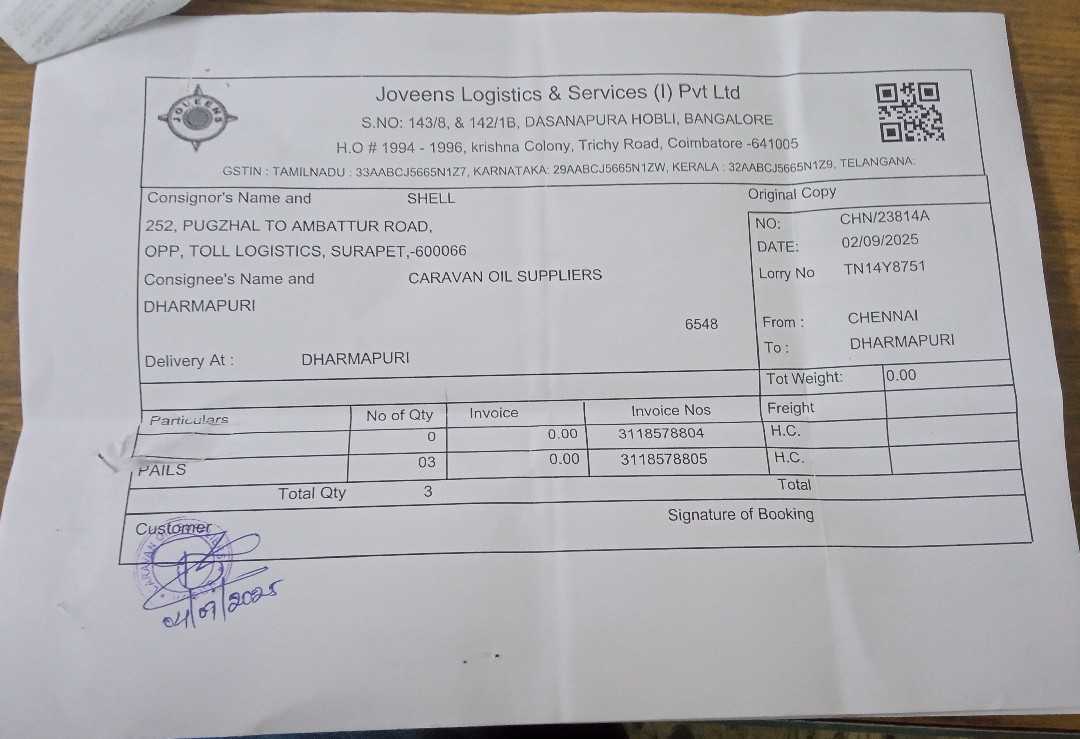 JOVEENS
Joveens Logistics & Services (I) Pvt Ltd
S.NO: 143/8, & 142/1B, DASANAPURA HOBLI, BANGALORE
H.O # 1994 - 1996, krishna Colony, Trichy Road, Coimbatore -641005
GSTIN : TAMILNADU : 33AABCJ5665N1Z7, KARNATAKA: 29AABCJ5665N1ZW, KERALA : 32AABCJ5665N1Z9, TELANGANA:
Consignor's Name and SHELL
252, PUGZHAL TO AMBATTUR ROAD,
OPP, TOLL LOGISTICS, SURAPET,-600066
Consignee's Name and CARAVAN OIL SUPPLIERS
DHARMAPURI
6548
Delivery At : DHARMAPURI
Original Copy
NO: CHN/23814A
DATE: 02/09/2025
Lorry No TN14Y8751
From : CHENNAI
To : DHARMAPURI
Tot Weight: 0.00
Particulars No of Qty Invoice Invoice Nos Freight
0 0.00 3118578804 H.C.
PAILS 03 0.00 3118578805 H.C.
Total Qty 3 Total
Customer Signature of Booking
CARAVAN
04/09/2025